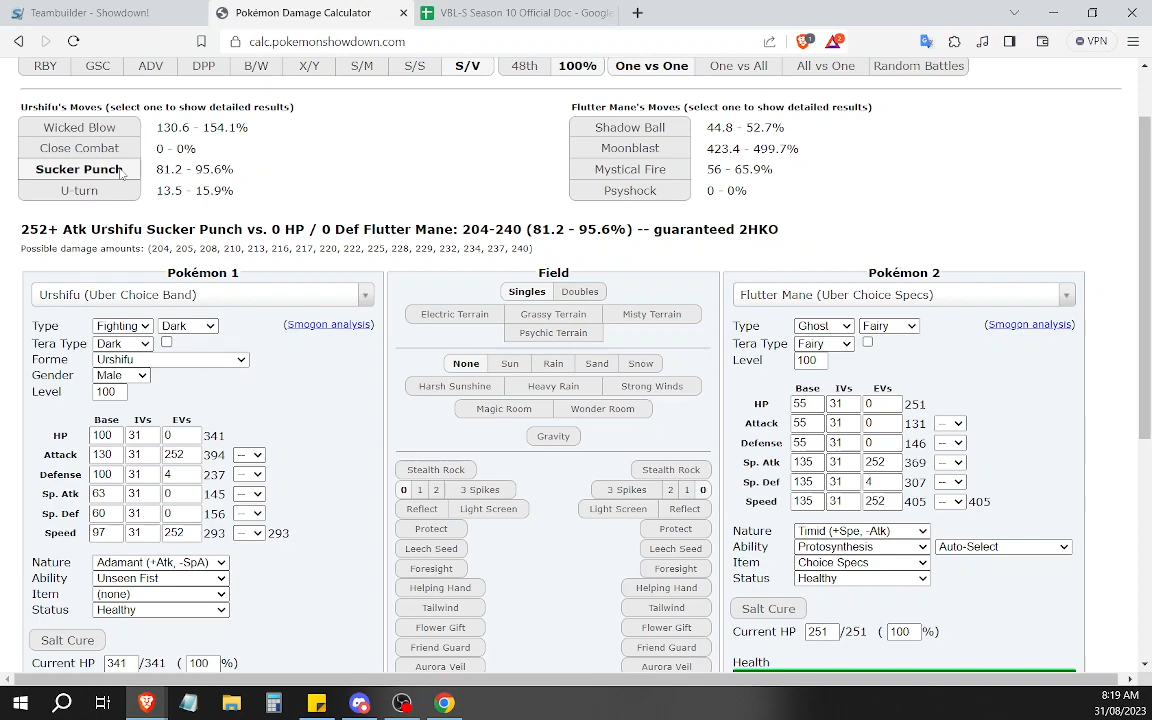 Teambuilder - Showdown!
Pokémon Damage Calculator
VBL-S Season 10 Official Doc - Google
calc.pokemonshowdown.com
VPN
RBY GSC ADV DPP B/W X/Y S/M S/S S/V 48th 100% One vs One One vs All All vs One Random Battles
Urshifu's Moves (select one to show detailed results)
Wicked Blow 130.6 - 154.1%
Close Combat 0 - 0%
Sucker Punch 81.2 - 95.6%
U-turn 13.5 - 15.9%
Flutter Mane's Moves (select one to show detailed results)
Shadow Ball 44.8 - 52.7%
Moonblast 423.4 - 499.7%
Mystical Fire 56 - 65.9%
Psyshock 0 - 0%
252+ Atk Urshifu Sucker Punch vs. 0 HP / 0 Def Flutter Mane: 204-240 (81.2 - 95.6%) -- guaranteed 2HKO
Possible damage amounts: (204, 205, 208, 210, 213, 216, 217, 220, 222, 225, 228, 229, 232, 234, 237, 240)
Pokémon 1
Urshifu (Uber Choice Band)
Type Fighting Dark (Smogon analysis)
Tera Type Dark
Forme Urshifu
Gender Male
Level 100
Base IVs EVs
HP 100 31 0 341
Attack 130 31 252 394 --
Defense 100 31 4 237 --
Sp. Atk 63 31 0 145 --
Sp. Def 60 31 0 156 --
Speed 97 31 252 293 -- 293
Nature Adamant (+Atk, -SpA)
Ability Unseen Fist
Item (none)
Status Healthy
Salt Cure
Current HP 341 /341 ( 100 %)
Field
Singles Doubles
Electric Terrain Grassy Terrain Misty Terrain
Psychic Terrain
None Sun Rain Sand Snow
Harsh Sunshine Heavy Rain Strong Winds
Magic Room Wonder Room
Gravity
Stealth Rock Stealth Rock
0 1 2 3 Spikes 3 Spikes 2 1 0
Reflect Light Screen Light Screen Reflect
Protect Protect
Leech Seed Leech Seed
Foresight Foresight
Helping Hand Helping Hand
Tailwind Tailwind
Flower Gift Flower Gift
Friend Guard Friend Guard
Aurora Veil Aurora Veil
Pokémon 2
Flutter Mane (Uber Choice Specs)
Type Ghost Fairy (Smogon analysis)
Tera Type Fairy
Level 100
Base IVs EVs
HP 55 31 0 251
Attack 55 31 0 131 --
Defense 55 31 0 146 --
Sp. Atk 135 31 252 369 --
Sp. Def 135 31 4 307 --
Speed 135 31 252 405 -- 405
Nature Timid (+Spe, -Atk)
Ability Protosynthesis Auto-Select
Item Choice Specs
Status Healthy
Salt Cure
Current HP 251 /251 ( 100 %)
Health
8:19 AM
31/08/2023